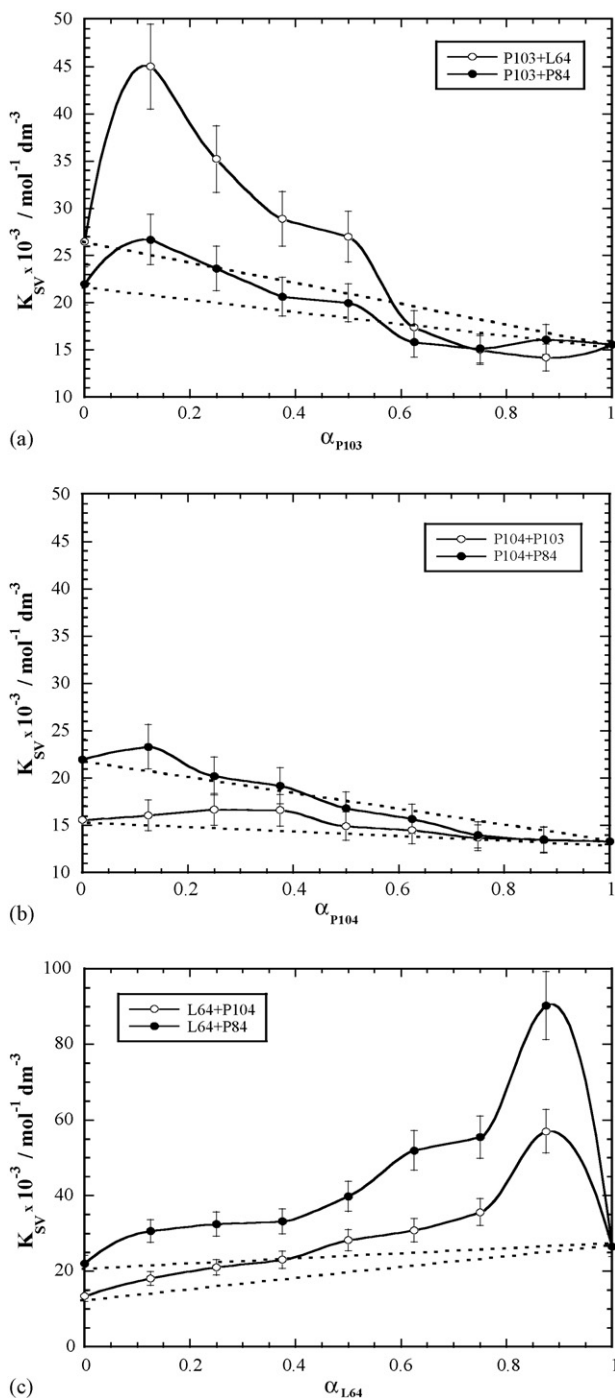 50
45
40
35
30
25
20
15
10
K_SV x 10^-3 / mol^-1 dm^-3
P103+L64
P103+P84
0 0.2 0.4 0.6 0.8 1
(a)
α_P103
50
45
40
35
30
25
20
15
10
K_SV x 10^-3 / mol^-1 dm^-3
P104+P103
P104+P84
0 0.2 0.4 0.6 0.8 1
(b)
α_P104
100
80
60
40
20
0
K_SV x 10^-3 / mol^-1 dm^-3
L64+P104
L64+P84
0 0.2 0.4 0.6 0.8 1
(c)
α_L64